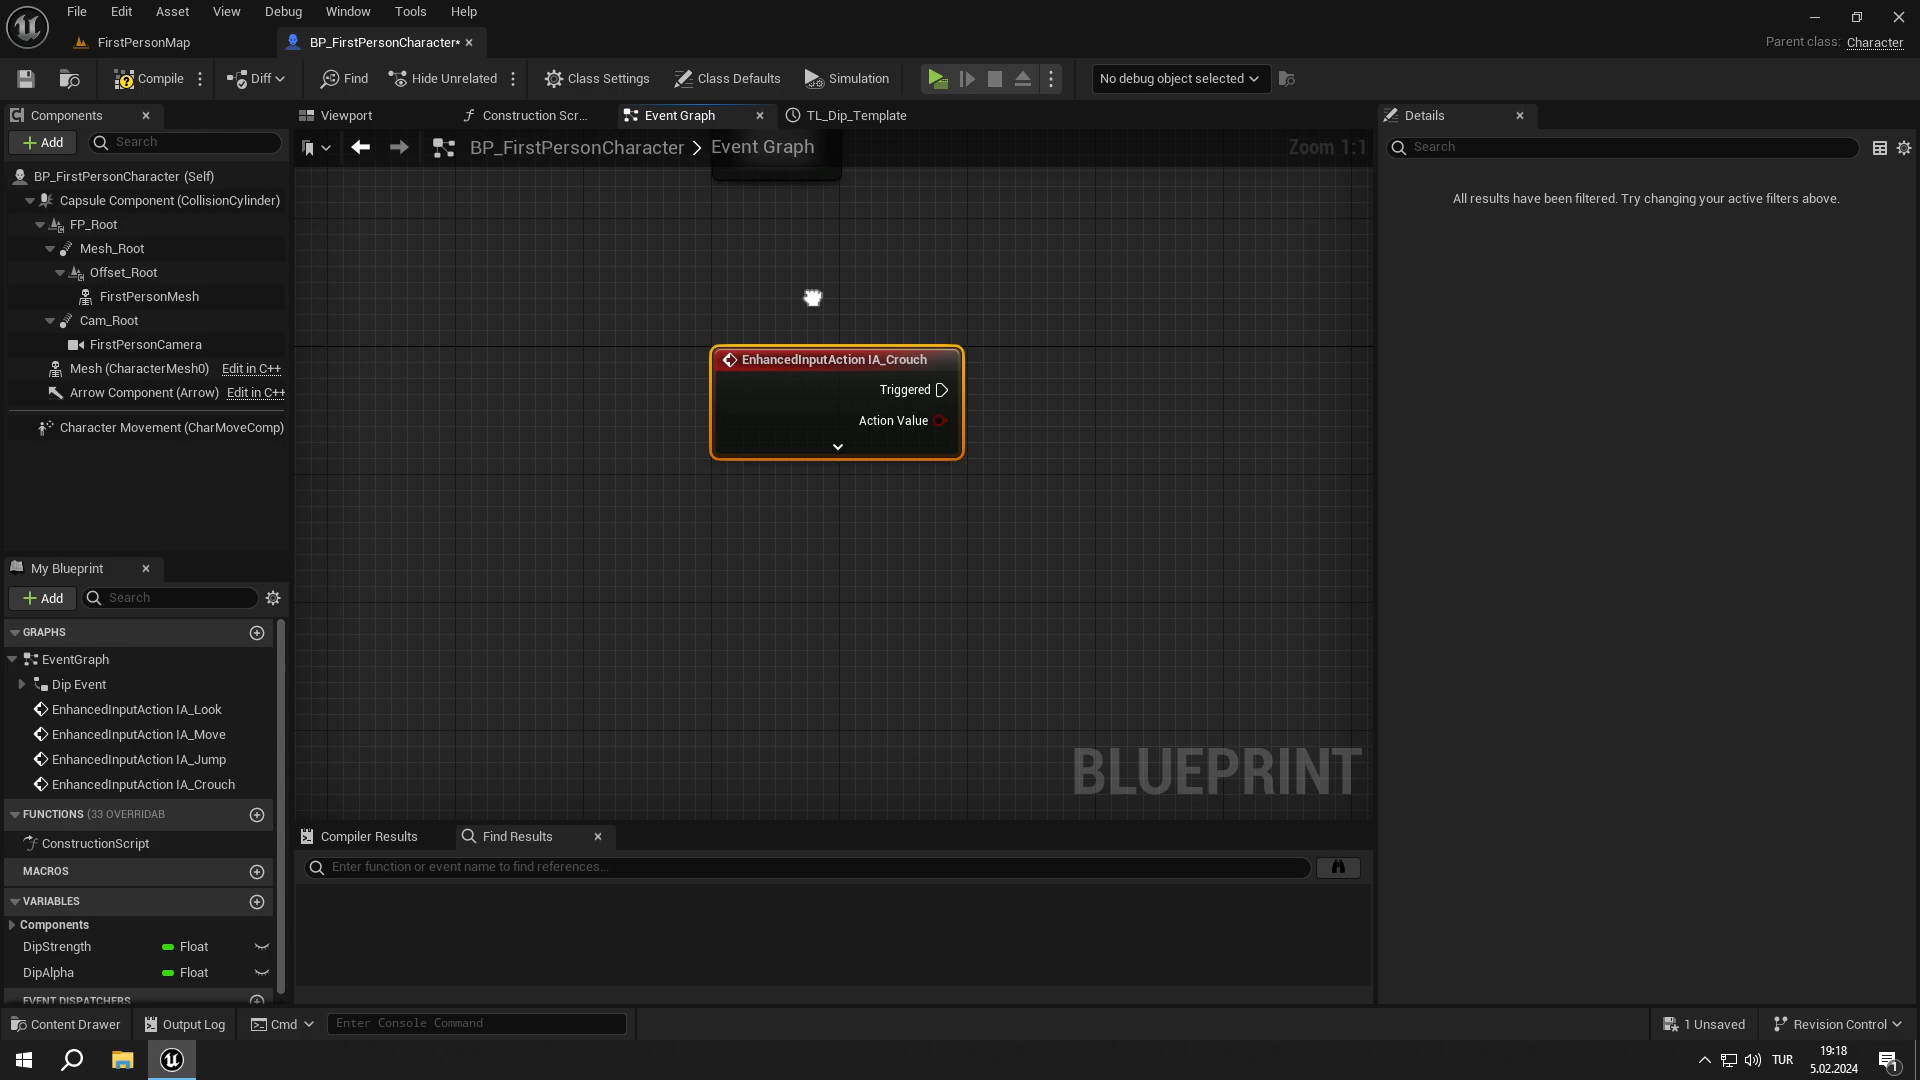 File Edit Asset View Debug Window Tools Help
FirstPersonMap
BP_FirstPersonCharacter*
Parent class: Character
Compile
Diff
Find
Hide Unrelated
Class Settings
Class Defaults
Simulation
No debug object selected
Components
Add
Search
BP_FirstPersonCharacter (Self)
Capsule Component (CollisionCylinder)
FP_Root
Mesh_Root
Offset_Root
FirstPersonMesh
Cam_Root
FirstPersonCamera
Mesh (CharacterMesh0) Edit in C++
Arrow Component (Arrow) Edit in C++
Character Movement (CharMoveComp)
My Blueprint
Add
Search
GRAPHS
EventGraph
Dip Event
EnhancedInputAction IA_Look
EnhancedInputAction IA_Move
EnhancedInputAction IA_Jump
EnhancedInputAction IA_Crouch
FUNCTIONS (33 OVERRIDAB
ConstructionScript
MACROS
VARIABLES
Components
DipStrength Float
DipAlpha Float
EVENT DISPATCHERS
Viewport
Construction Scr...
Event Graph
TL_Dip_Template
BP_FirstPersonCharacter > Event Graph
Zoom 1:1
EnhancedInputAction IA_Crouch
Triggered
Action Value
BLUEPRINT
Compiler Results
Find Results
Enter function or event name to find references...
Details
Search
All results have been filtered. Try changing your active filters above.
Content Drawer
Output Log
Cmd
Enter Console Command
1 Unsaved
Revision Control
TUR
19:18
5.02.2024
1